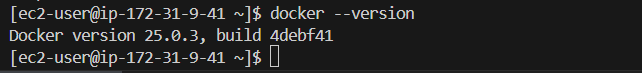 [ec2-user@ip-172-31-9-41 ~]$ docker --version
Docker version 25.0.3, build 4debf41
[ec2-user@ip-172-31-9-41 ~]$